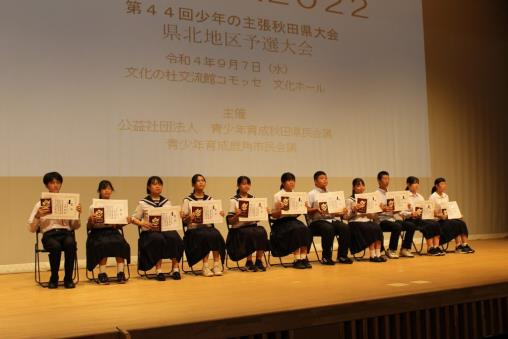 2022
第44回少年の主張秋田県大会
県北地区予選大会
令和4年9月7日（水）
文化の杜交流館コモッセ　文化ホール
主催
公益社団法人　青少年育成秋田県民会議
青少年育成鹿角市民会議